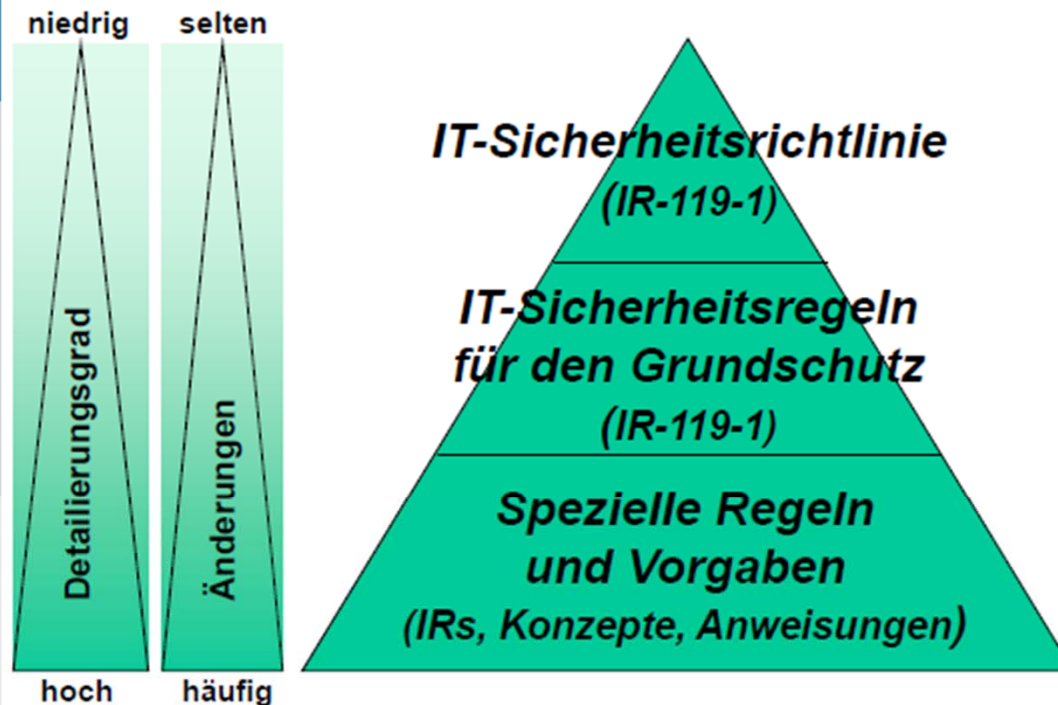 niedrig
selten
Detailierungsgrad
Änderungen
hoch
häufig
IT-Sicherheitsrichtlinie
(IR-119-1)
IT-Sicherheitsregeln
für den Grundschutz
(IR-119-1)
Spezielle Regeln
und Vorgaben
(IRs, Konzepte, Anweisungen)